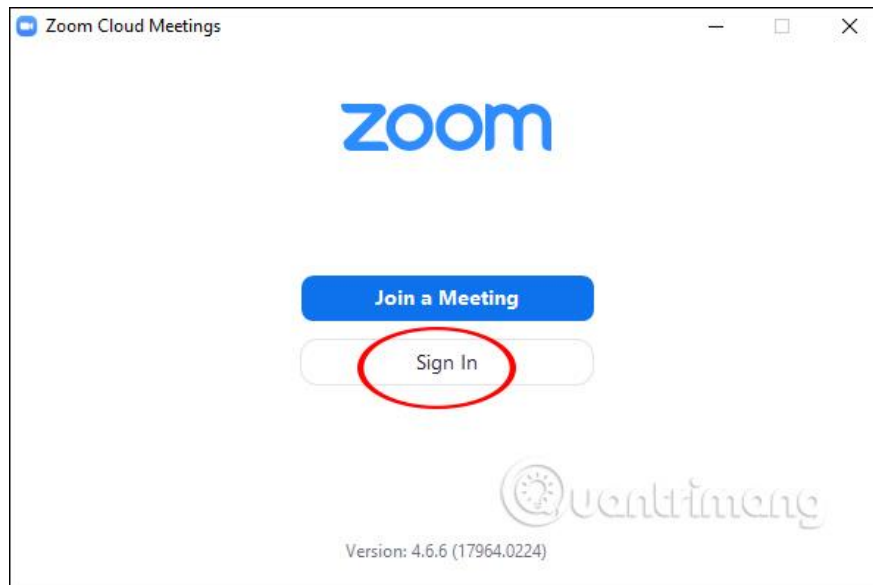 Zoom Cloud Meetings
zoom
Join a Meeting
Sign In
Quantrimang
Version: 4.6.6 (17964.0224)